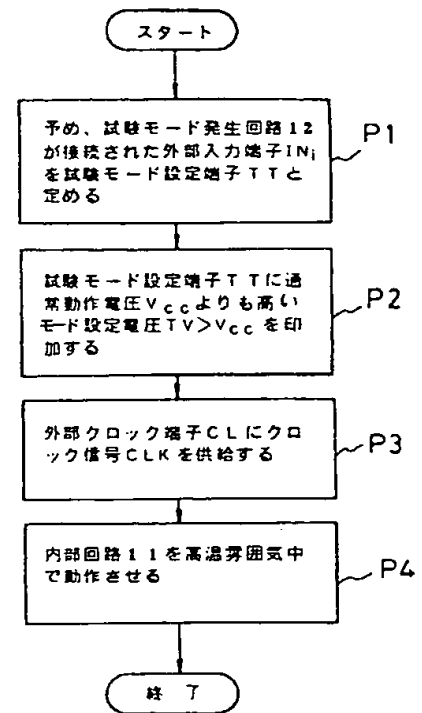 スタート
予め、試験モード発生回路12
が接続された外部入力端子INi
を試験モード設定端子TTと
定める
P1
試験モード設定端子TTに通
常動作電圧Vccよりも高い
モード設定電圧TV>Vccを印
加する
P2
外部クロック端子CLにクロ
ック信号CLKを供給する
P3
内部回路11を高温雰囲気中
で動作させる
P4
終 了